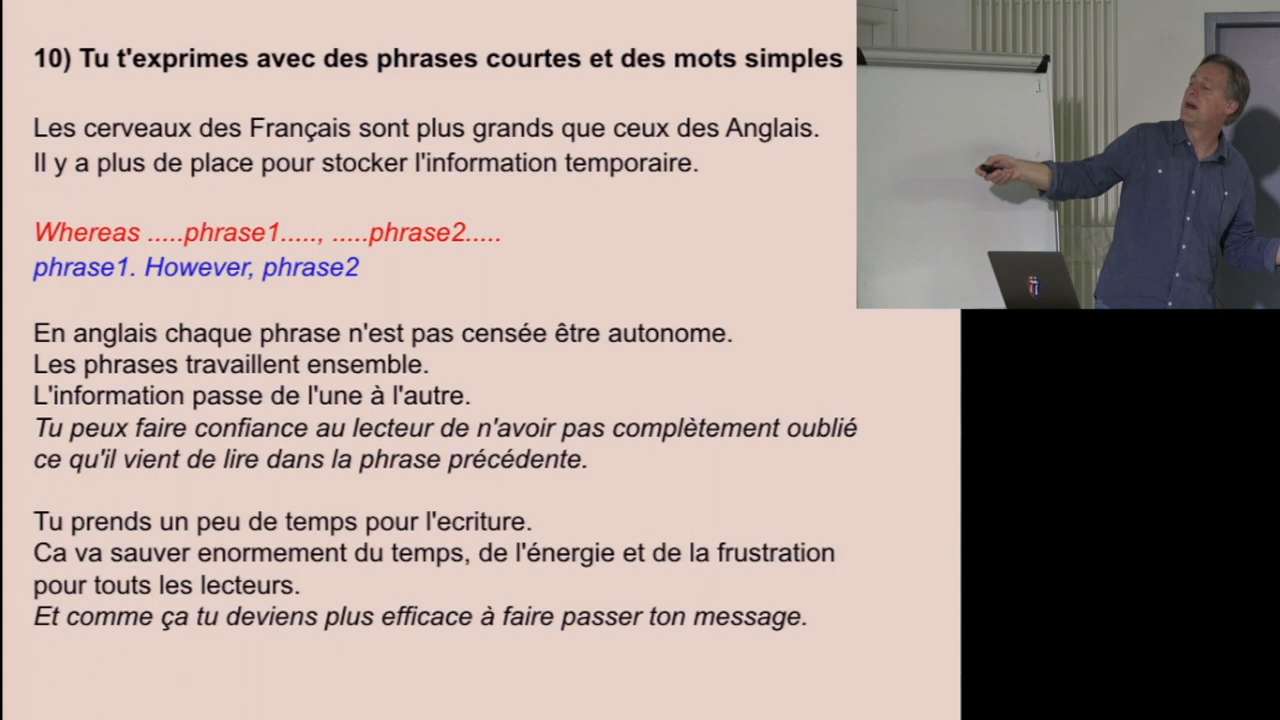 10) Tu t'exprimes avec des phrases courtes et des mots simples
Les cerveaux des Français sont plus grands que ceux des Anglais.
Il y a plus de place pour stocker l'information temporaire.
Whereas .....phrase1....., .....phrase2.....
phrase1. However, phrase2
En anglais chaque phrase n'est pas censée être autonome.
Les phrases travaillent ensemble.
L'information passe de l'une à l'autre.
Tu peux faire confiance au lecteur de n'avoir pas complètement oublié
ce qu'il vient de lire dans la phrase précédente.
Tu prends un peu de temps pour l'ecriture.
Ca va sauver enormement du temps, de l'énergie et de la frustration
pour touts les lecteurs.
Et comme ça tu deviens plus efficace à faire passer ton message.